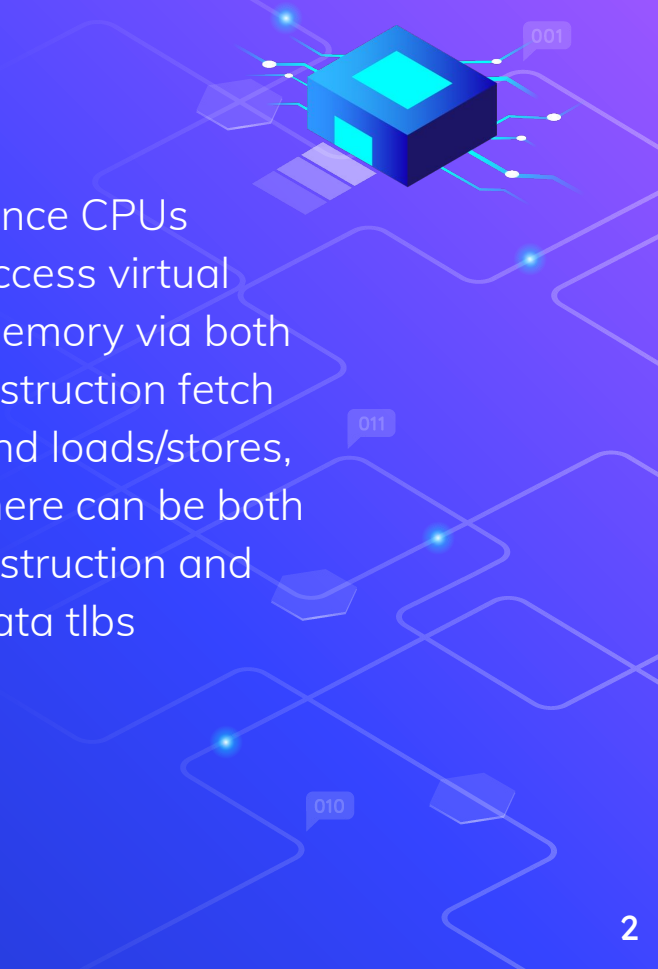 001
nce CPUs
ccess virtual
emory via both
struction fetch
nd loads/stores,
here can be both
struction and
ata tlbs
011
010
2